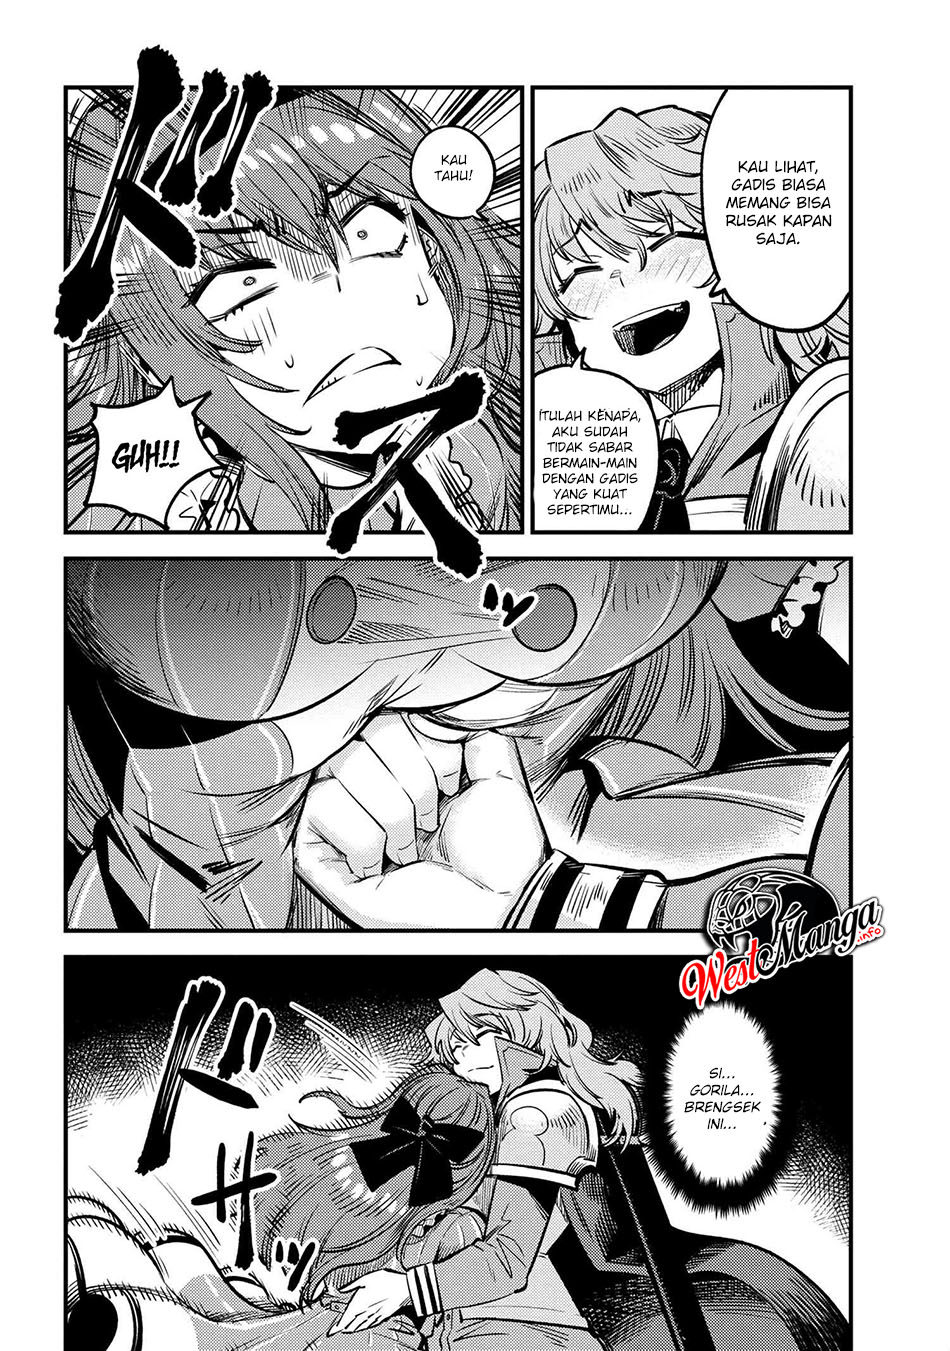 KAU LIHAT,
GADIS BIASA
MEMANG BISA
RUSAK KAPAN
SAJA.
ITULAH KENAPA,
AKU SUDAH
TIDAK SABAR
BERMAIN-MAIN
DENGAN GADIS
YANG KUAT
SEPERTIMU...
KAU
TAHU!
GUH!!
WestManga
.info
SI...
GORILA...
BRENGSEK
INI...